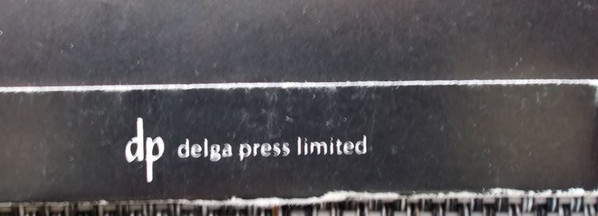 dp delga press limited